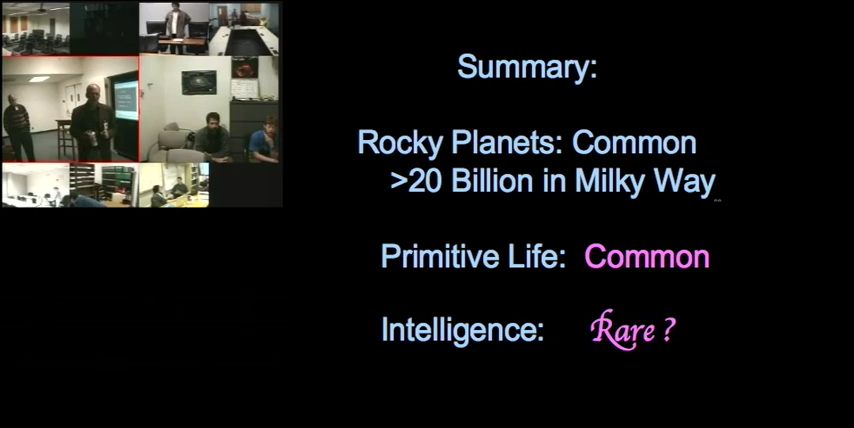 Summary:
Rocky Planets: Common
>20 Billion in Milky Way
Primitive Life: Common
Intelligence: Rare ?